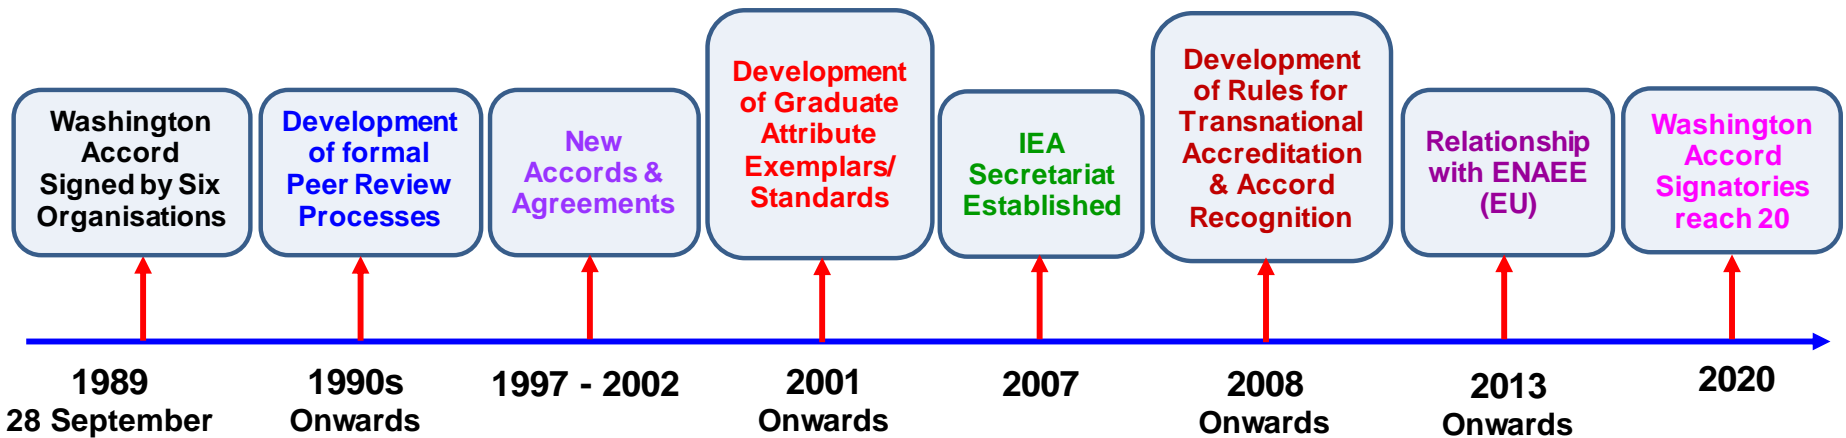 Washington
Accord
Signed by Six
Organisations
Development
of formal
Peer Review
Processes
New
Accords &
Agreements
Development
of Graduate
Attribute
Exemplars/
Standards
IEA
Secretariat
Established
Development
of Rules for
Transnational
Accreditation
& Accord
Recognition
Relationship
with ENAEE
(EU)
Washington
Accord
Signatories
reach 20
1989
28 September
1990s
Onwards
1997 - 2002
2001
Onwards
2007
2008
Onwards
2013
Onwards
2020